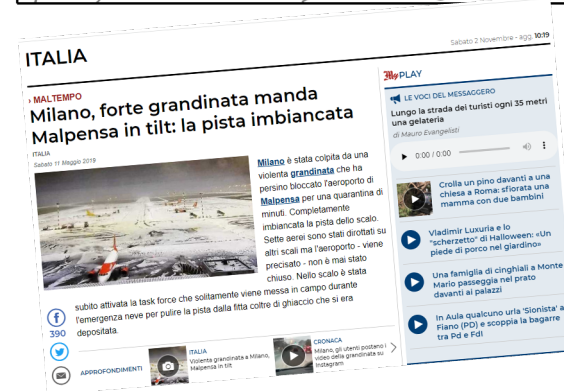 ITALIA
Sabato 2 Novembre - agg. 10:19
› MALTEMPO
Milano, forte grandinata manda
Malpensa in tilt: la pista imbiancata
ITALIA
Sabato 11 Maggio 2019
Milano è stata colpita da una
violenta grandinata che ha
persino bloccato l'aeroporto di
Malpensa per una quarantina di
minuti. Completamente
imbiancata la pista dello scalo.
Sette aerei sono stati dirottati su
altri scali ma l'aeroporto - viene
precisato - non è mai stato
chiuso. Nello scalo è stata
subito attivata la task force che solitamente viene messa in campo durante
l'emergenza neve per pulire la pista dalla fitta coltre di ghiaccio che si era
depositata.
390
APPROFONDIMENTI
ITALIA
Violenta grandinata a Milano,
Malpensa in tilt
CRONACA
Milano, gli utenti postano i
video della grandinata su
Instagram
My PLAY
LE VOCI DEL MESSAGGERO
Lungo la strada dei turisti ogni 35 metri
una gelateria
di Mauro Evangelisti
0:00 / 0:00
Crolla un pino davanti a una
chiesa a Roma: sfiorata una
mamma con due bambini
Vladimir Luxuria e lo
"scherzetto" di Halloween: «Un
piede di porco nel giardino»
Una famiglia di cinghiali a Monte
Mario passeggia nel prato
davanti ai palazzi
In Aula qualcuno urla 'Sionista' a
Fiano (PD) e scoppia la bagarre
tra Pd e FdI